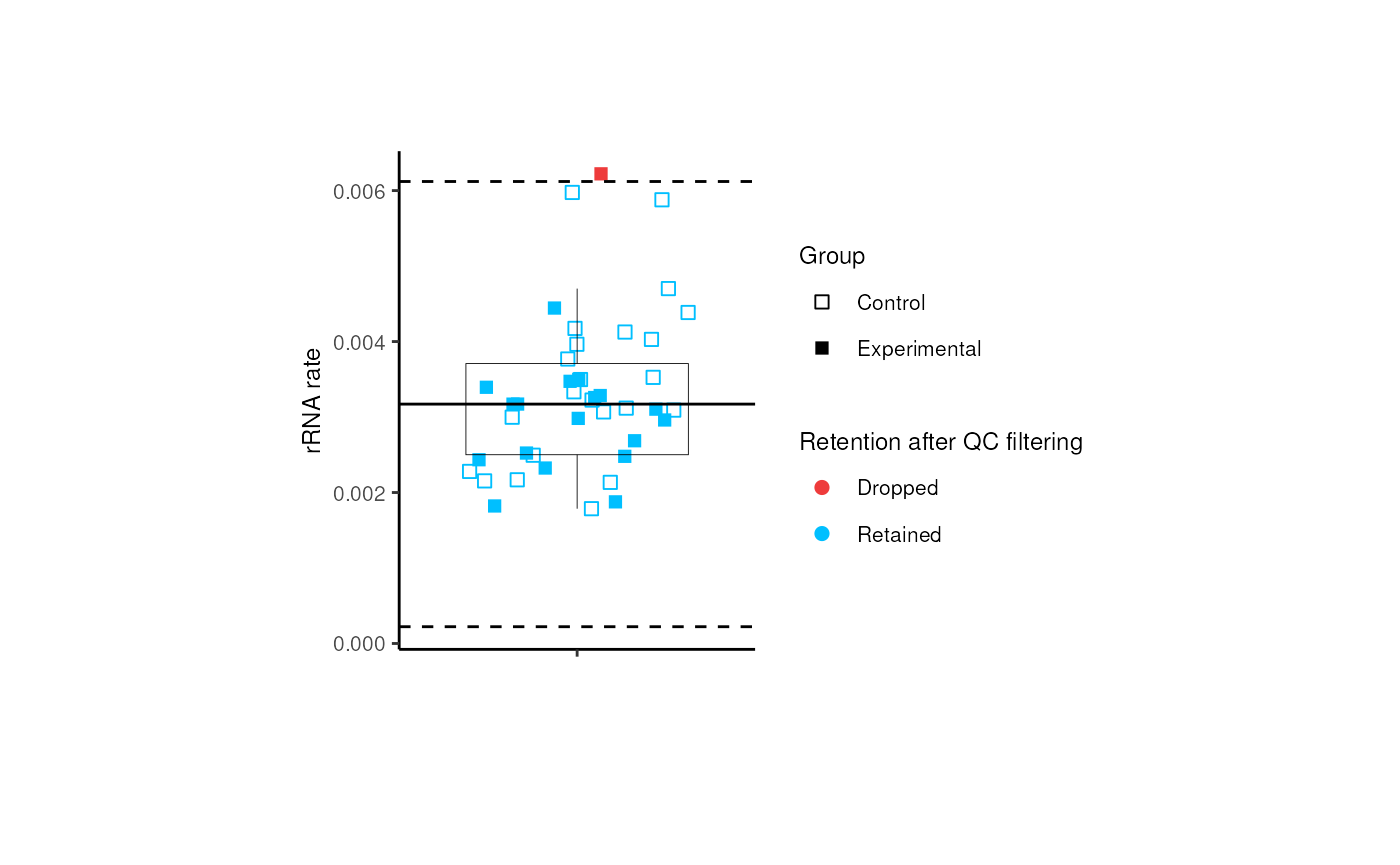 rRNA rate
0.006
0.004
0.002
0.000
Group
Control
Experimental
Retention after QC filtering
Dropped
Retained